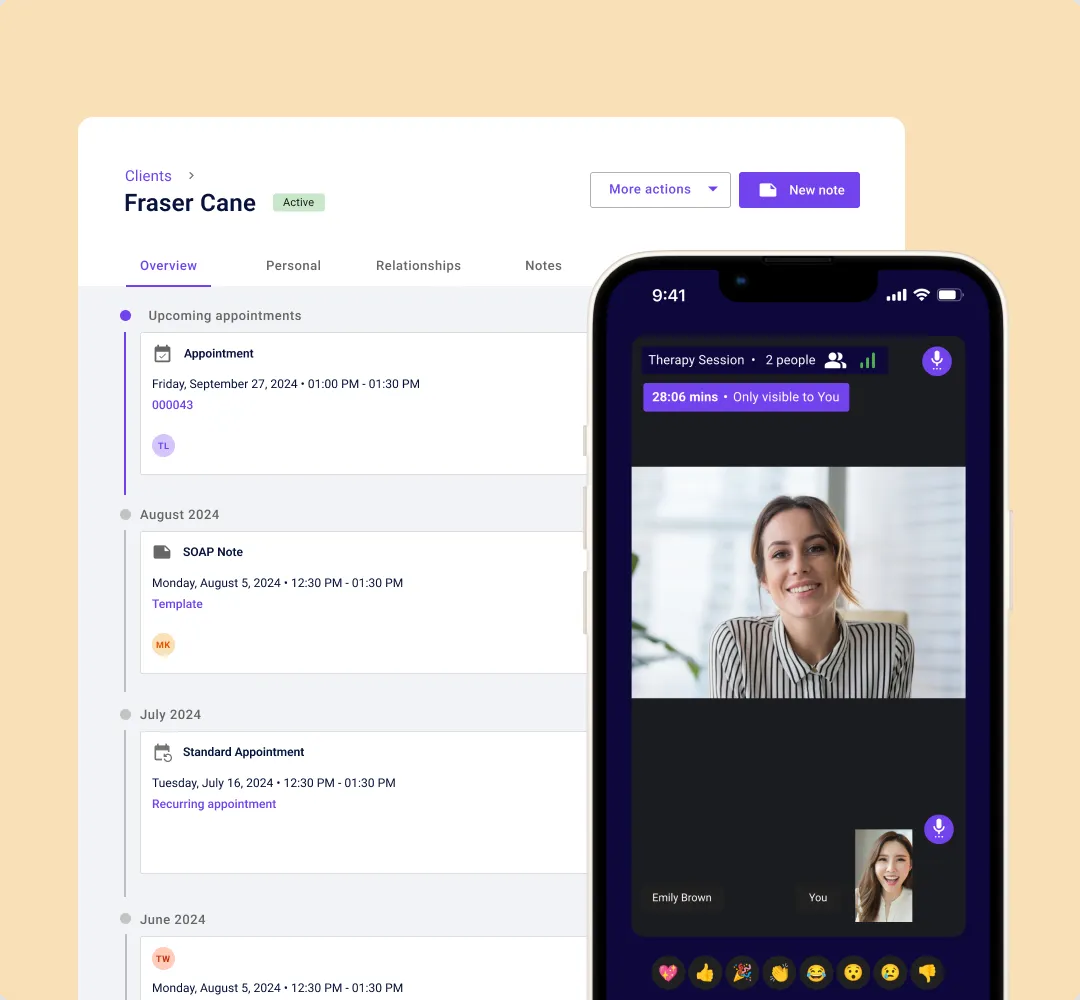 Clients
Fraser Cane
Active
More actions
New note
Overview
Personal
Relationships
Notes
Upcoming appointments
Appointment
Friday, September 27, 2024 • 01:00 PM - 01:30 PM
000043
TL
August 2024
SOAP Note
Monday, August 5, 2024 • 12:30 PM - 01:30 PM
Template
MK
July 2024
Standard Appointment
Tuesday, July 16, 2024 • 12:30 PM - 01:30 PM
Recurring appointment
June 2024
TW
Monday, August 5, 2024 • 12:30 PM - 01:30 PM
9:41
Therapy Session • 2 people
28:06 mins • Only visible to You
Emily Brown
You